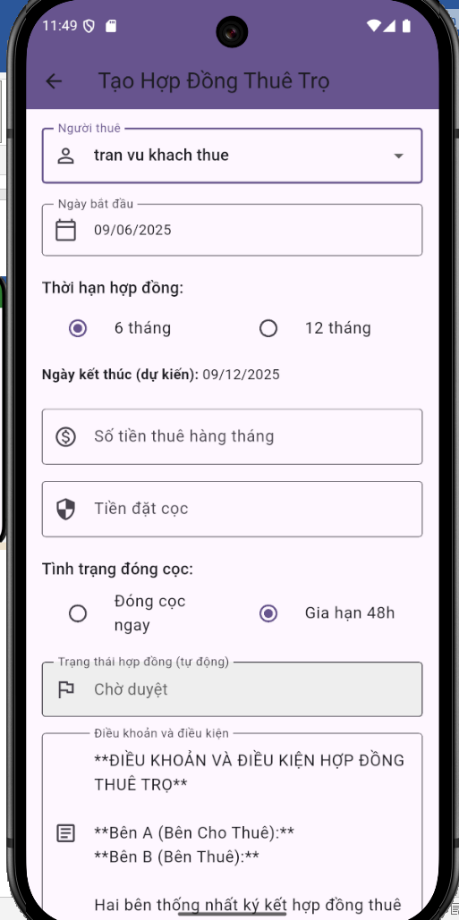 11:49
Tạo Hợp Đồng Thuê Trọ
Người thuê
tran vu khach thue
Ngày bắt đầu
09/06/2025
Thời hạn hợp đồng:
6 tháng
12 tháng
Ngày kết thúc (dự kiến): 09/12/2025
Số tiền thuê hàng tháng
Tiền đặt cọc
Tình trạng đóng cọc:
Đóng cọc
ngay
Gia hạn 48h
Trạng thái hợp đồng (tự động)
Chờ duyệt
Điều khoản và điều kiện
**ĐIỀU KHOẢN VÀ ĐIỀU KIỆN HỢP ĐỒNG
THUÊ TRỌ**
**Bên A (Bên Cho Thuê):**
**Bên B (Bên Thuê):**
Hai bên thống nhất ký kết hợp đồng thuê